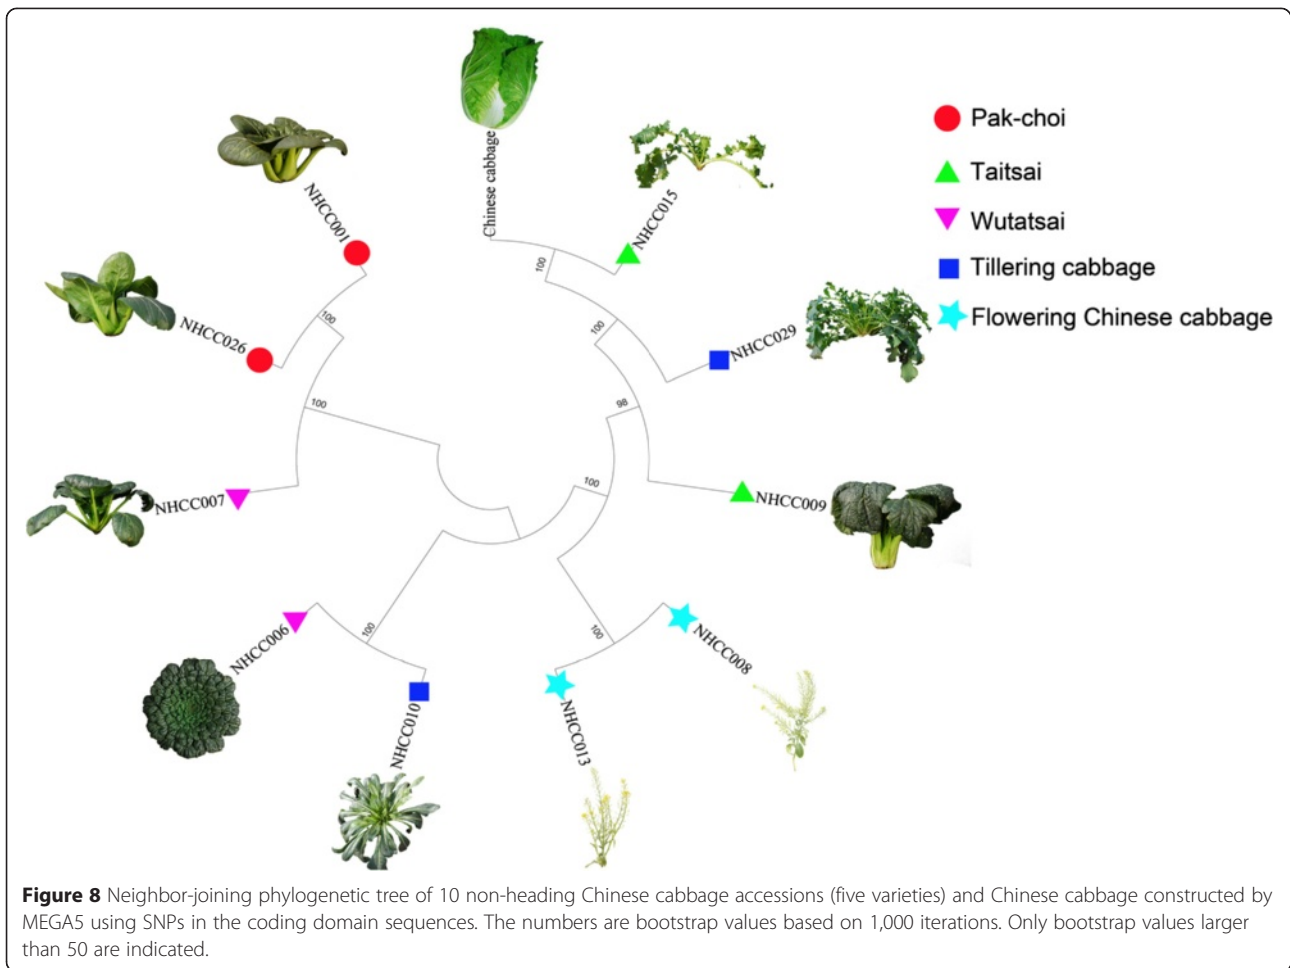 Chinese cabbage
NHCC015
NHCC001
NHCC026
NHCC029
NHCC007
NHCC009
NHCC006
NHCC010
NHCC013
NHCC008
100
100
100
100
98
100
100
100
Pak-choi
Taitsai
Wutatsai
Tillering cabbage
Flowering Chinese cabbage
Figure 8 Neighbor-joining phylogenetic tree of 10 non-heading Chinese cabbage accessions (five varieties) and Chinese cabbage constructed by
MEGA5 using SNPs in the coding domain sequences. The numbers are bootstrap values based on 1,000 iterations. Only bootstrap values larger
than 50 are indicated.